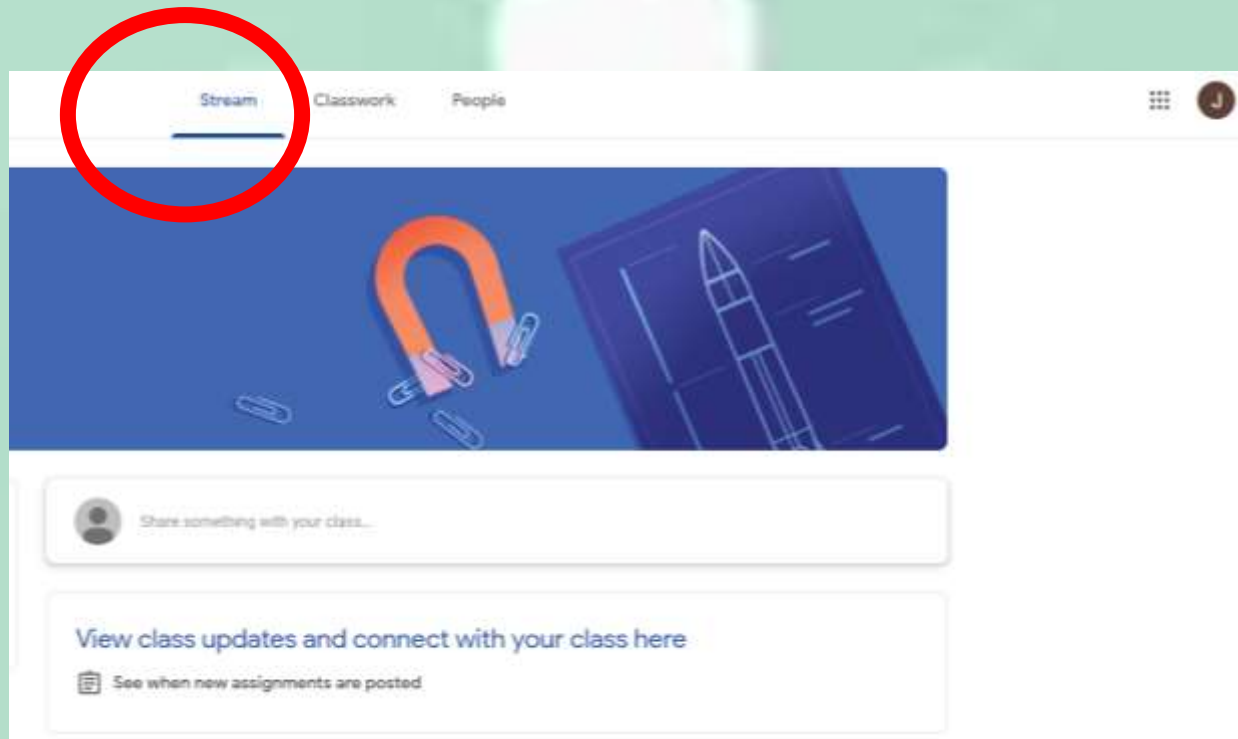 Stream Classwork People J
Share something with your class...
View class updates and connect with your class here
See when new assignments are posted